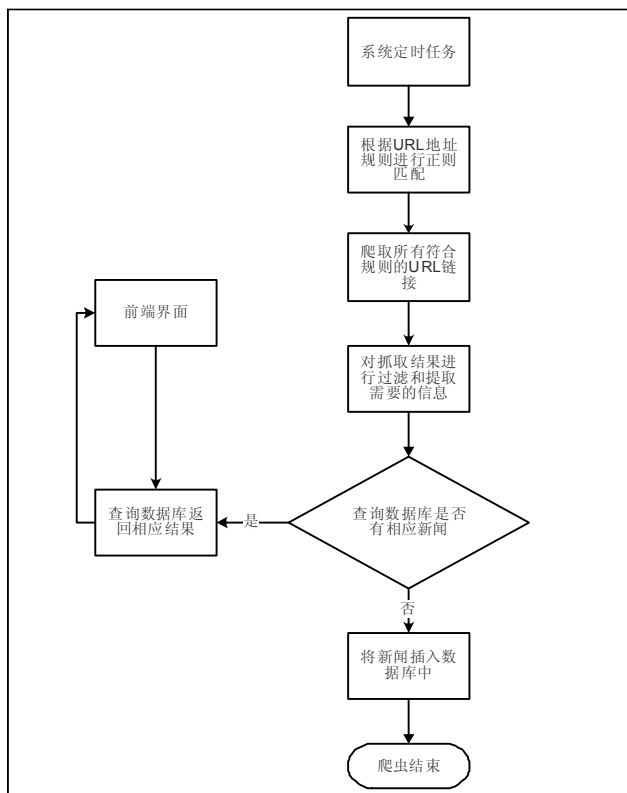 系统定时任务
根据URL地址
规则进行正则
匹配
爬取所有符合
规则的URL链
接
前端界面
对抓取结果进
行过滤和提取
需要的信息
查询数据库返
回相应结果
是
查询数据库是否
有相应新闻
否
将新闻插入数
据库中
爬虫结束